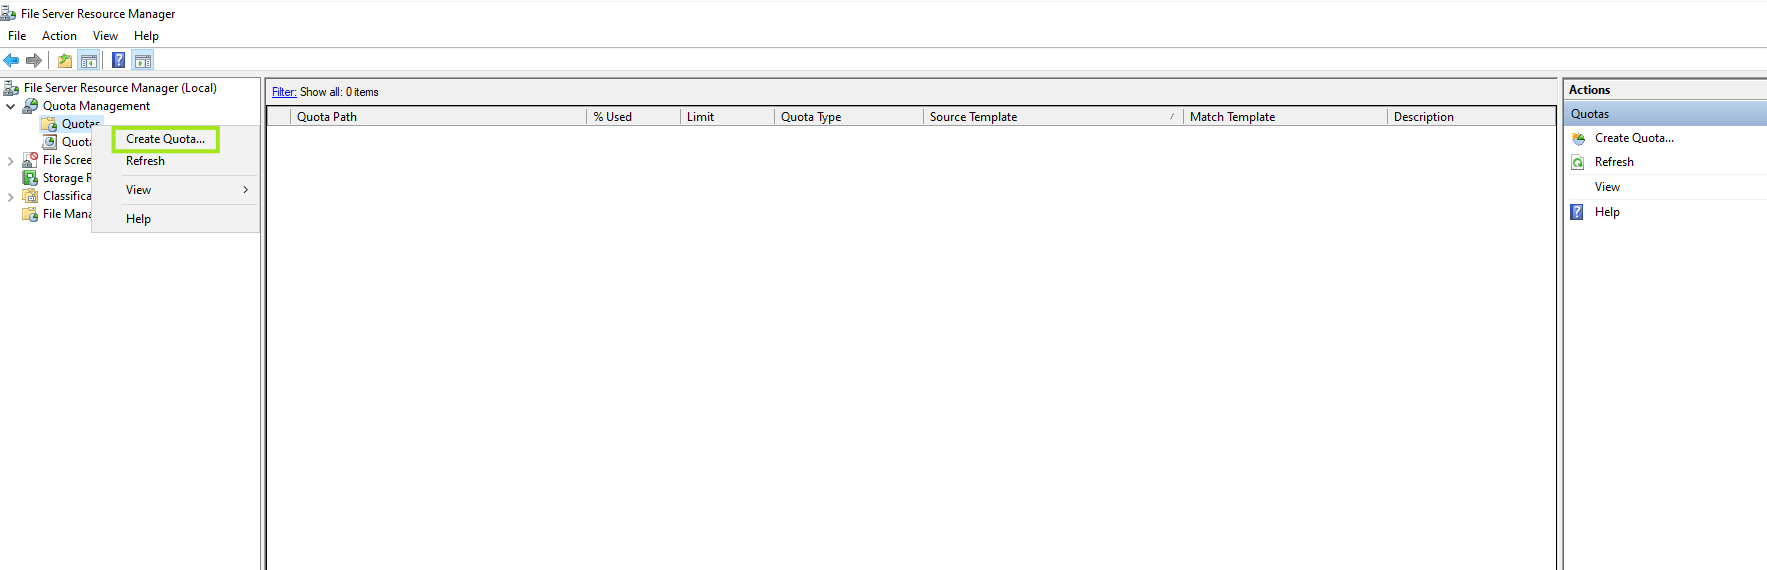 File Server Resource Manager
File Action View Help
File Server Resource Manager (Local)
Quota Management
Quotas
Quota
File Scree
Storage R
Classifica
File Mana
Create Quota...
Refresh
View
Help
Filter: Show all: 0 items
Quota Path % Used Limit Quota Type Source Template Match Template Description
Actions
Quotas
Create Quota...
Refresh
View
Help